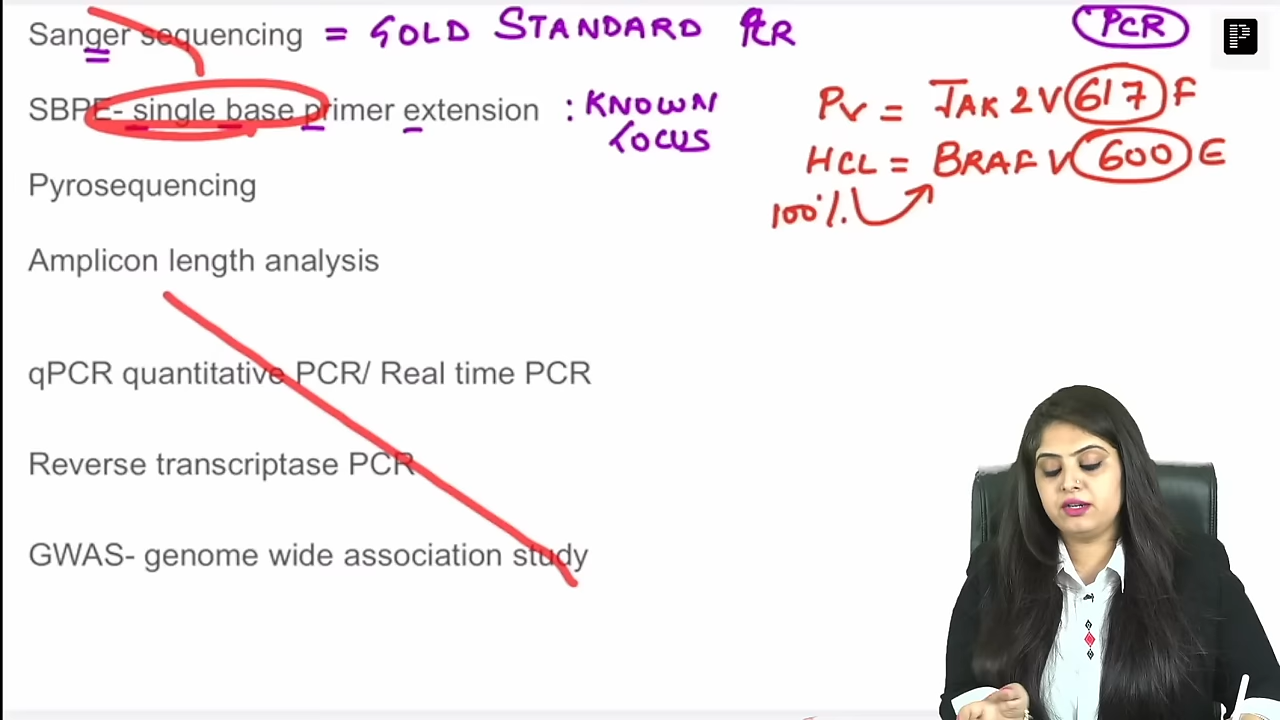 Sanger sequencing = GOLD STANDARD PCR
PCR
SBPE- single base primer extension : KNOWN LOCUS
PV = JAK 2 V 617 F
HCL = BRAF V 600 E
100%.
Pyrosequencing
Amplicon length analysis
qPCR quantitative PCR/ Real time PCR
Reverse transcriptase PCR
GWAS- genome wide association study